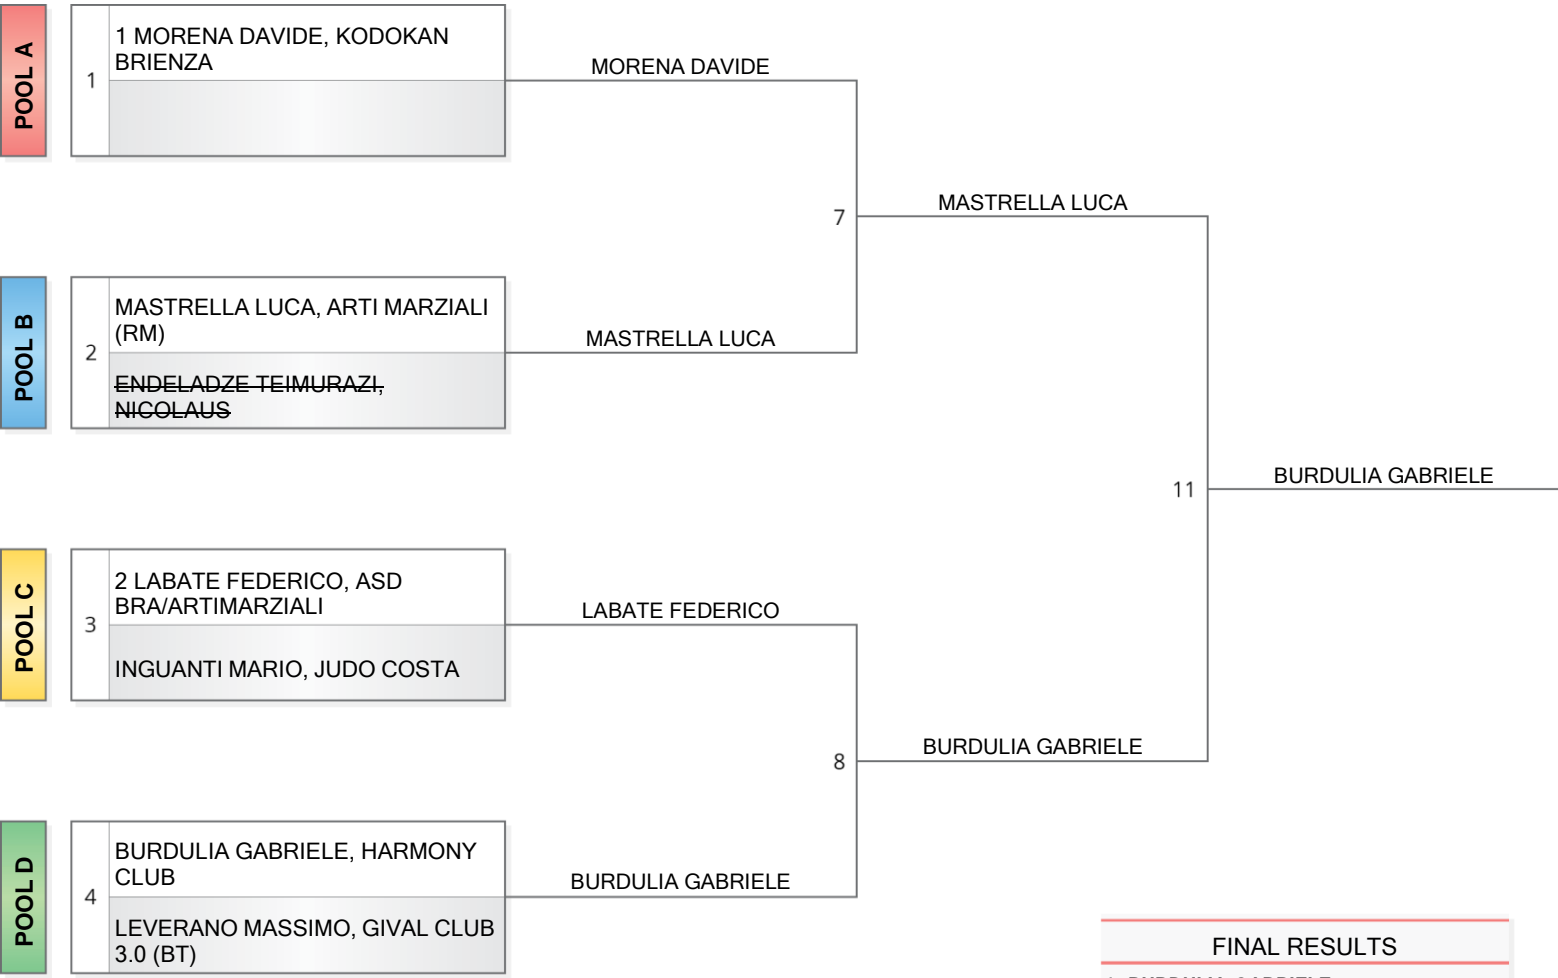 POOL A
1
1 MORENA DAVIDE, KODOKAN
BRIENZA
MORENA DAVIDE
7
MASTRELLA LUCA
POOL B
2
MASTRELLA LUCA, ARTI MARZIALI
(RM)
ENDELADZE TEIMURAZI,
NICOLAUS
MASTRELLA LUCA
11
BURDULIA GABRIELE
POOL C
3
2 LABATE FEDERICO, ASD
BRA/ARTIMARZIALI
INGUANTI MARIO, JUDO COSTA
LABATE FEDERICO
8
BURDULIA GABRIELE
POOL D
4
BURDULIA GABRIELE, HARMONY
CLUB
LEVERANO MASSIMO, GIVAL CLUB
3.0 (BT)
BURDULIA GABRIELE
FINAL RESULTS